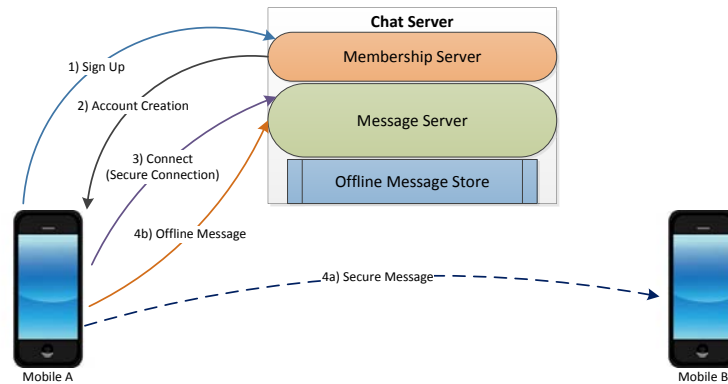 Chat Server
Membership Server
1) Sign Up
2) Account Creation
Message Server
3) Connect
(Secure Connection)
Offline Message Store
4b) Offline Message
4a) Secure Message
Mobile A
Mobile B